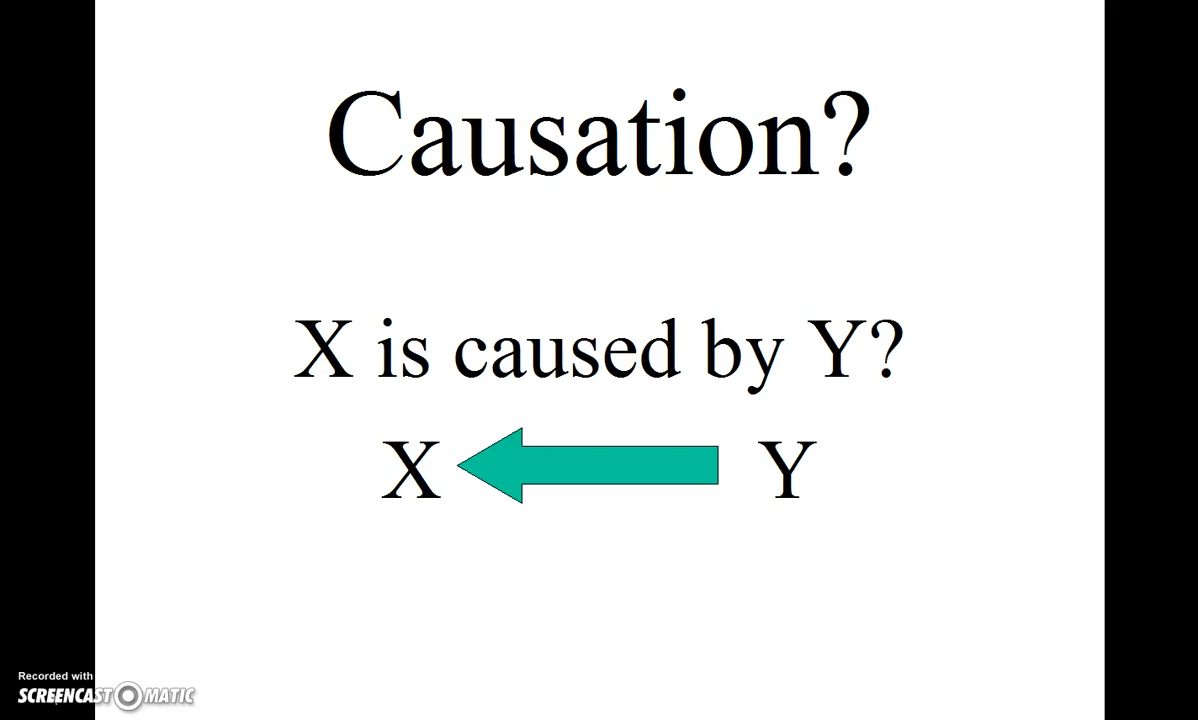 Causation?
X is caused by Y?
X Y
Recorded with
SCREENCAST O MATIC